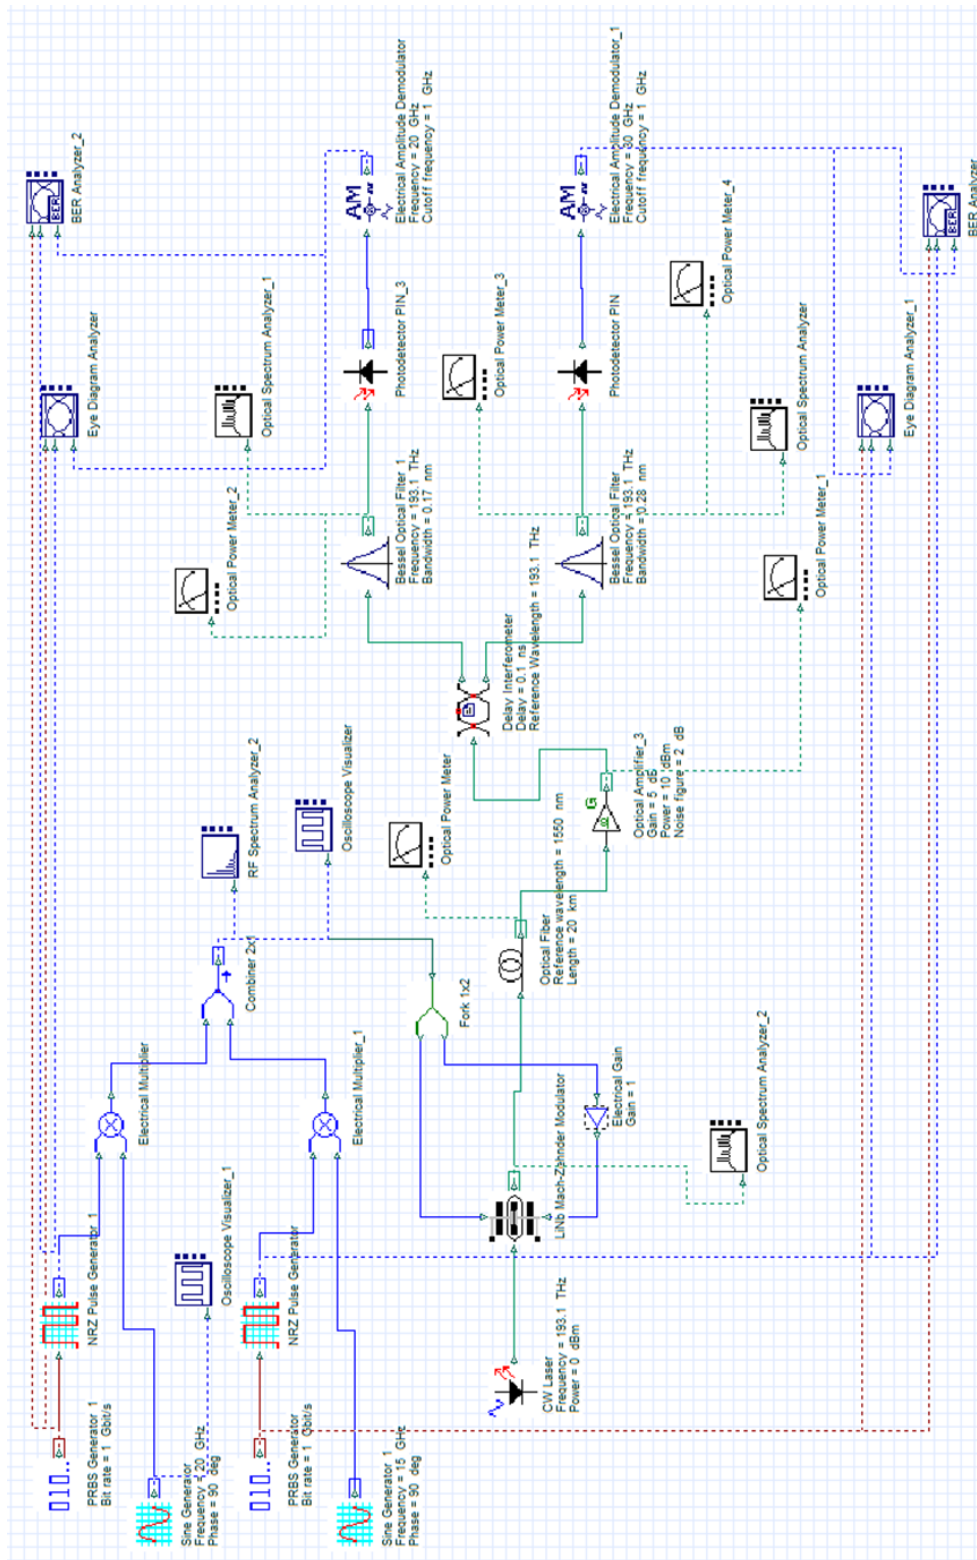 PRBS Generator 1
Bit rate = 1 Gbit/s
NRZ Pulse Generator 1
Sine Generator
Frequency = 20 GHz
Phase = 90 deg
Oscilloscope Visualizer_1
PRBS Generator
Bit rate = 1 Gbit/s
NRZ Pulse Generator
Sine Generator 1
Frequency = 15 GHz
Phase = 90 deg
Electrical Multiplier
Electrical Multiplier_1
Combiner 2x1
RF Spectrum Analyzer_2
Oscilloscope Visualizer
Fork 1x2
Electrical Gain
Gain = 1
CW Laser
Frequency = 193.1 THz
Power = 0 dBm
LiNb Mach-Zehnder Modulator
Optical Spectrum Analyzer_2
Optical Fiber
Reference wavelength = 1550 nm
Length = 20 km
Optical Power Meter
Optical Amplifier_3
Gain = 5 dB
Power = 10 dBm
Noise figure = 2 dB
Optical Power Meter_1
Delay Interferometer
Delay = 0.1 ns
Reference Wavelength = 193.1 THz
Optical Power Meter_2
Bessel Optical Filter_1
Frequency = 193.1 THz
Bandwidth = 0.17 nm
Bessel Optical Filter
Frequency = 193.1 THz
Bandwidth = 0.28 nm
Eye Diagram Analyzer
Optical Spectrum Analyzer_1
Photodetector PIN_3
Optical Power Meter_3
Photodetector PIN
Optical Power Meter_4
Optical Spectrum Analyzer
Eye Diagram Analyzer_1
BER Analyzer_2
AM
Electrical Amplitude Demodulator
Frequency = 20 GHz
Cutoff frequency = 1 GHz
AM
Electrical Amplitude Demodulator_1
Frequency = 30 GHz
Cutoff frequency = 1 GHz
BER Analyzer